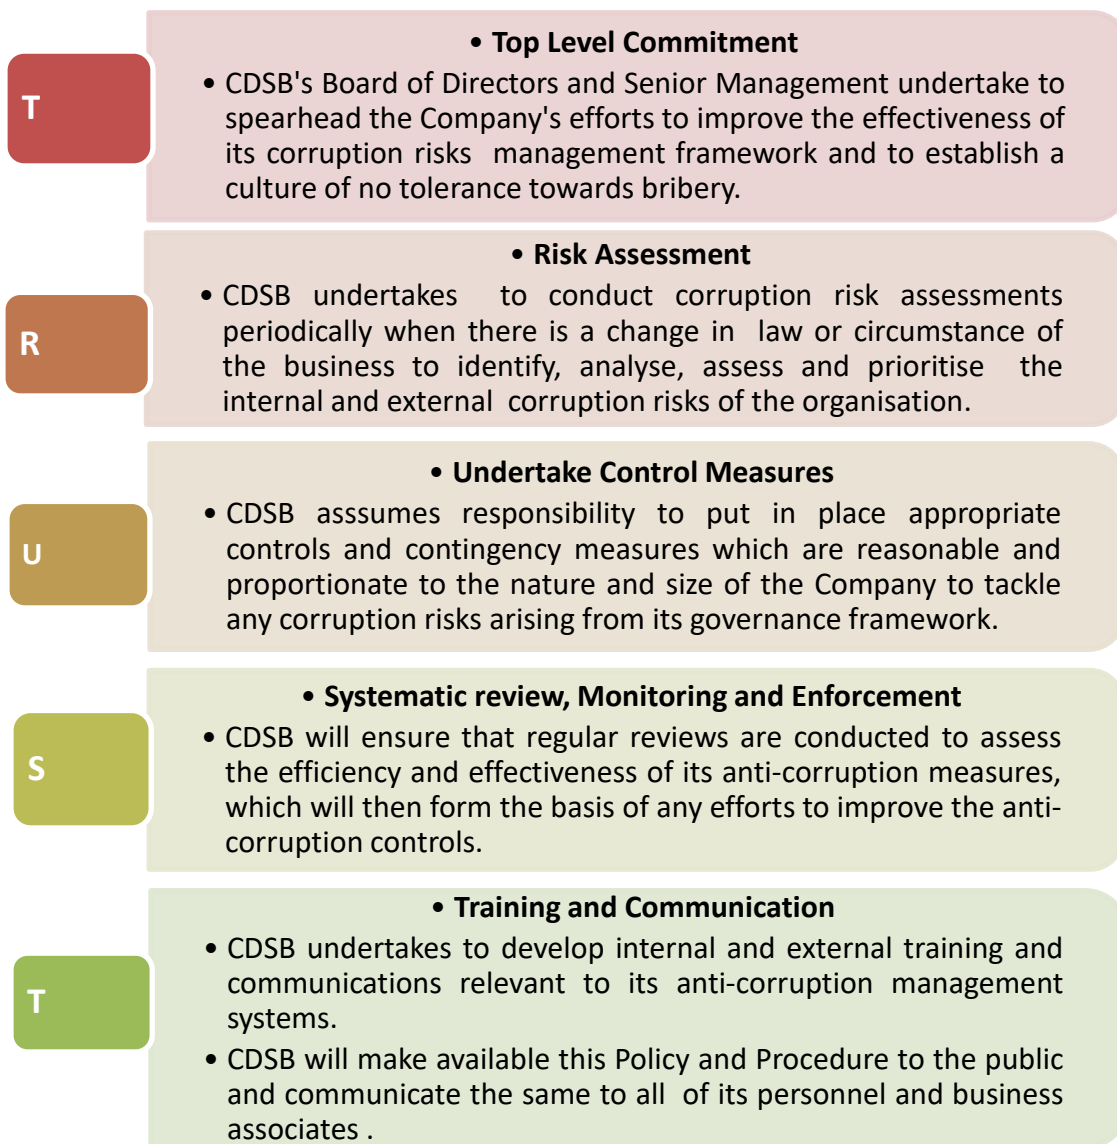 T
• Top Level Commitment
• CDSB's Board of Directors and Senior Management undertake to
spearhead the Company's efforts to improve the effectiveness of
its corruption risks management framework and to establish a
culture of no tolerance towards bribery.
R
• Risk Assessment
• CDSB undertakes to conduct corruption risk assessments
periodically when there is a change in law or circumstance of
the business to identify, analyse, assess and prioritise the
internal and external corruption risks of the organisation.
U
• Undertake Control Measures
• CDSB asssumes responsibility to put in place appropriate
controls and contingency measures which are reasonable and
proportionate to the nature and size of the Company to tackle
any corruption risks arising from its governance framework.
S
• Systematic review, Monitoring and Enforcement
• CDSB will ensure that regular reviews are conducted to assess
the efficiency and effectiveness of its anti-corruption measures,
which will then form the basis of any efforts to improve the anti-
corruption controls.
T
• Training and Communication
• CDSB undertakes to develop internal and external training and
communications relevant to its anti-corruption management
systems.
• CDSB will make available this Policy and Procedure to the public
and communicate the same to all of its personnel and business
associates .